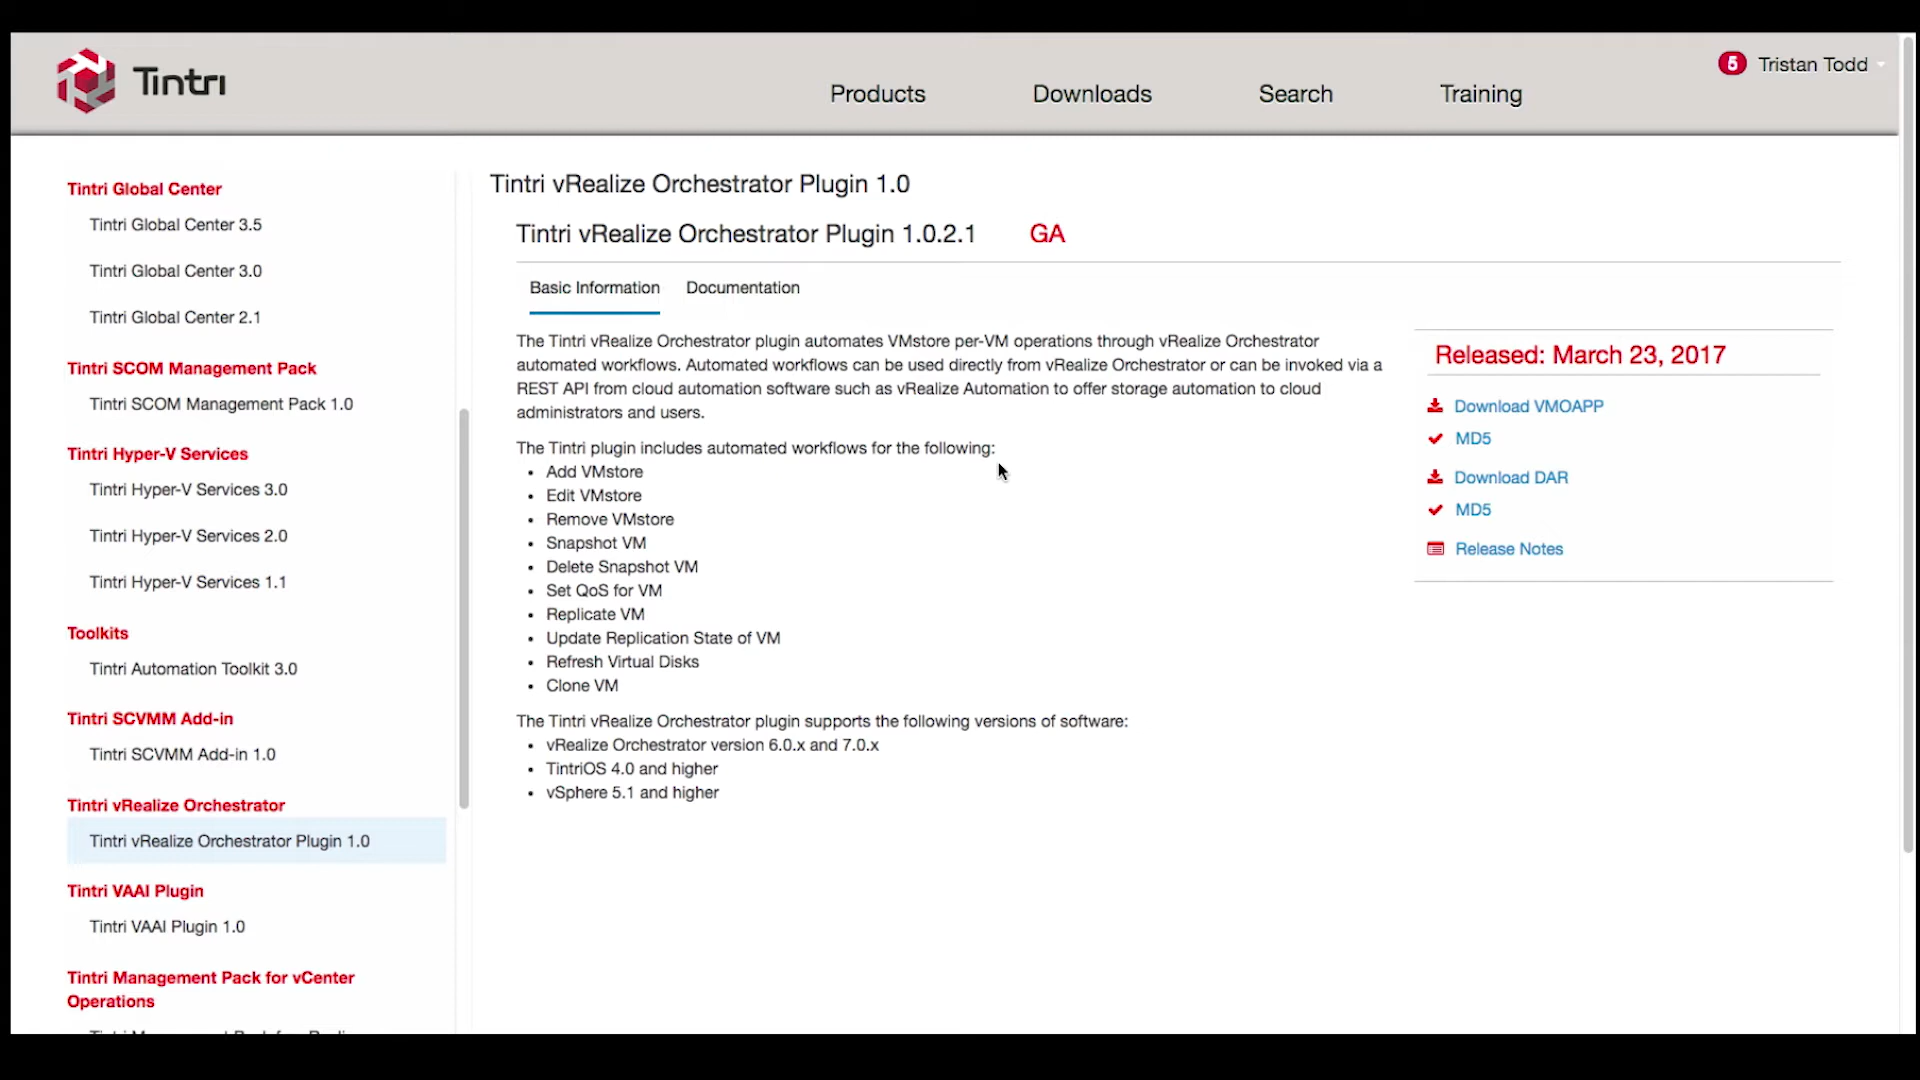 Tintri
Products
Downloads
Search
Training
5
Tristan Todd
Tintri Global Center
Tintri Global Center 3.5
Tintri Global Center 3.0
Tintri Global Center 2.1
Tintri SCOM Management Pack
Tintri SCOM Management Pack 1.0
Tintri Hyper-V Services
Tintri Hyper-V Services 3.0
Tintri Hyper-V Services 2.0
Tintri Hyper-V Services 1.1
Toolkits
Tintri Automation Toolkit 3.0
Tintri SCVMM Add-in
Tintri SCVMM Add-in 1.0
Tintri vRealize Orchestrator
Tintri vRealize Orchestrator Plugin 1.0
Tintri VAAI Plugin
Tintri VAAI Plugin 1.0
Tintri Management Pack for vCenter
Operations
Tintri vRealize Orchestrator Plugin 1.0
Tintri vRealize Orchestrator Plugin 1.0.2.1 GA
Basic Information
Documentation
The Tintri vRealize Orchestrator plugin automates VMstore per-VM operations through vRealize Orchestrator
automated workflows. Automated workflows can be used directly from vRealize Orchestrator or can be invoked via a
REST API from cloud automation software such as vRealize Automation to offer storage automation to cloud
administrators and users.
The Tintri plugin includes automated workflows for the following:
• Add VMstore
• Edit VMstore
• Remove VMstore
• Snapshot VM
• Delete Snapshot VM
• Set QoS for VM
• Replicate VM
• Update Replication State of VM
• Refresh Virtual Disks
• Clone VM
The Tintri vRealize Orchestrator plugin supports the following versions of software:
• vRealize Orchestrator version 6.0.x and 7.0.x
• TintriOS 4.0 and higher
• vSphere 5.1 and higher
Released: March 23, 2017
Download VMOAPP
MD5
Download DAR
MD5
Release Notes